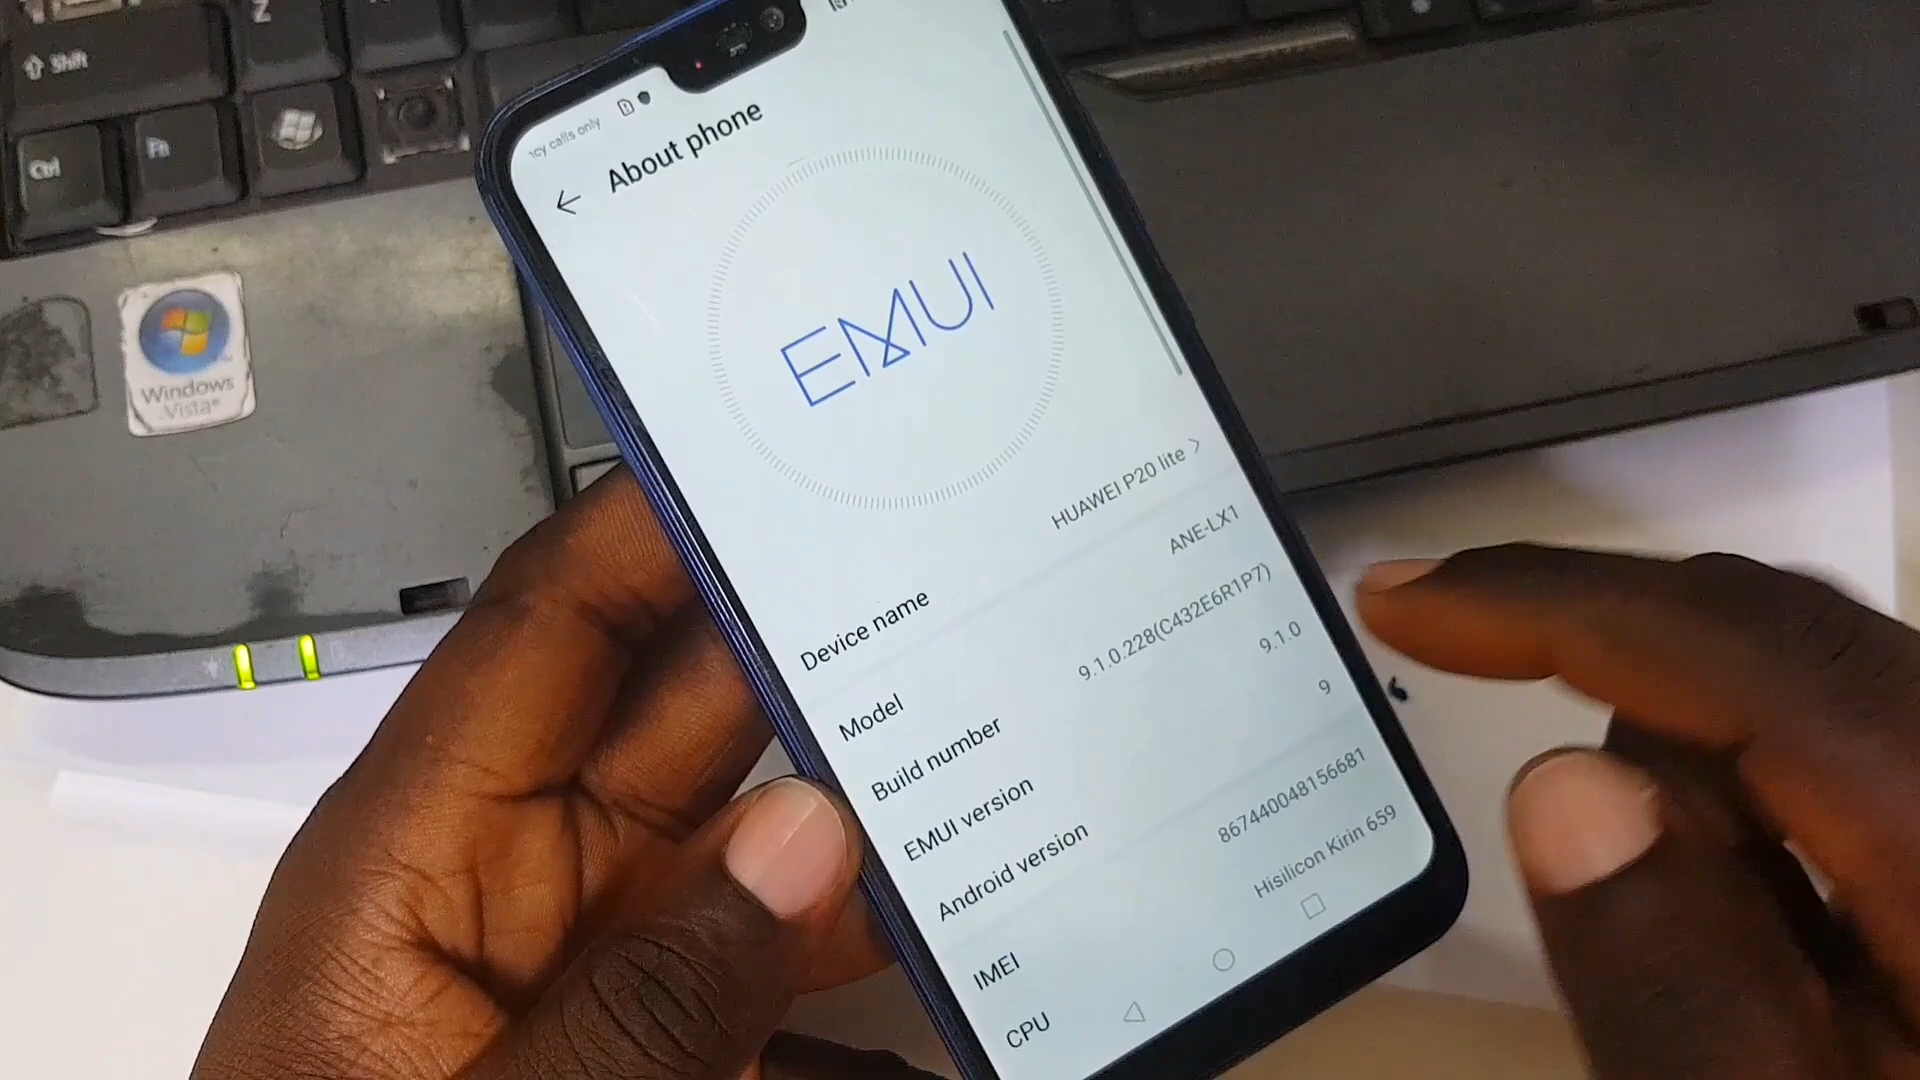 Z
Shift
Ctrl
Fn
Windows
Vista
calls only
About phone
EMUI
Device name
HUAWEI P20 lite
Model
ANE-LX1
Build number
9.1.0.228(C432E6R1P7)
EMUI version
9.1.0
Android version
9
IMEI
867440048156681
CPU
Hisilicon Kirin 659